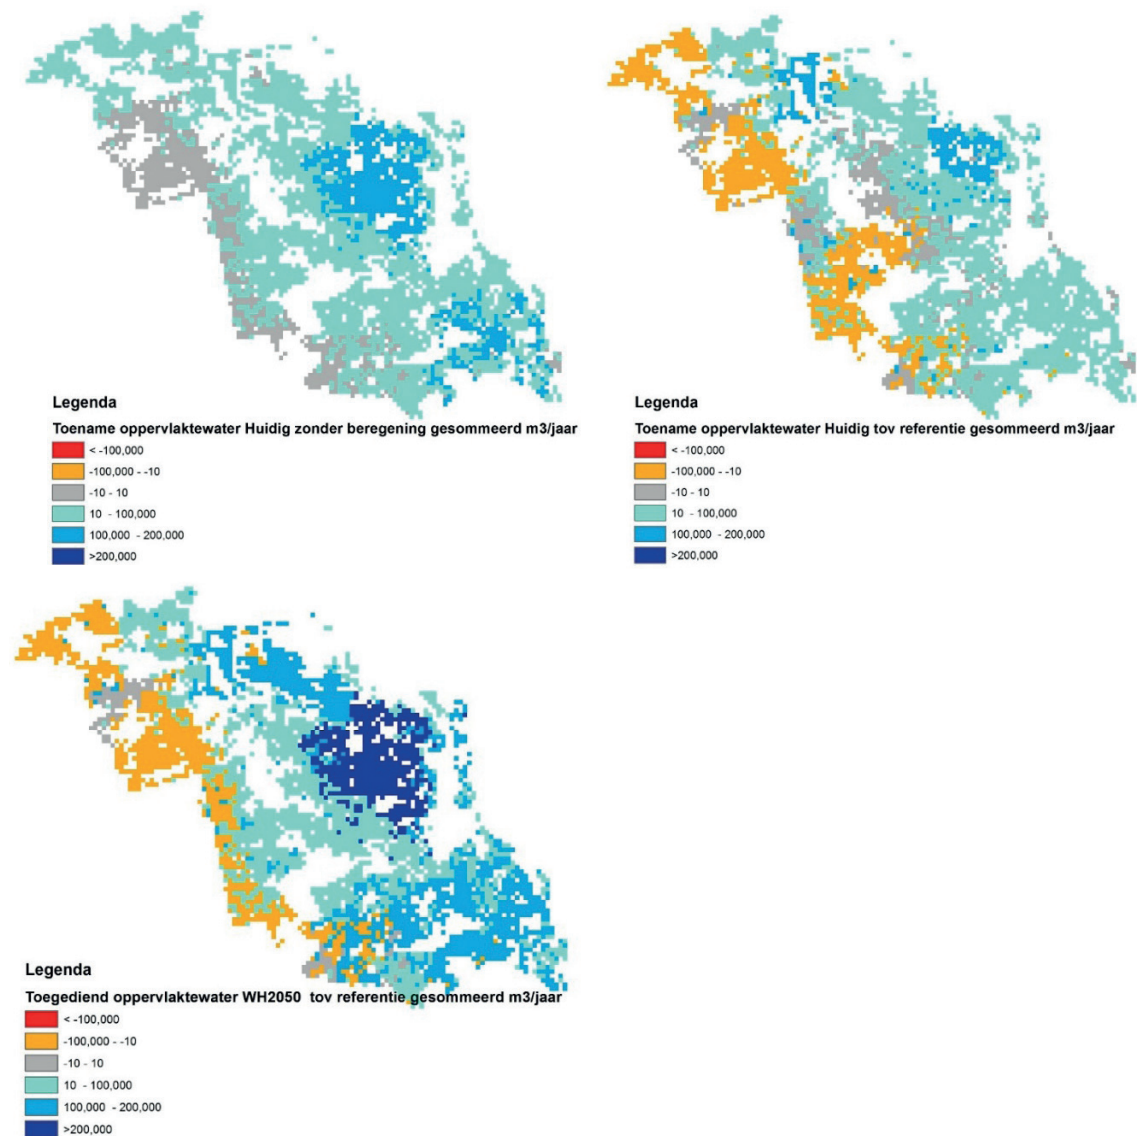 Legenda
Toename oppervlaktewater Huidig zonder beregening gesommeerd m3/jaar
< -100,000
-100,000 - -10
-10 - 10
10 - 100,000
100,000 - 200,000
>200,000
Legenda
Toename oppervlaktewater Huidig tov referentie gesommeerd m3/jaar
< -100,000
-100,000 - -10
-10 - 10
10 - 100,000
100,000 - 200,000
>200,000
Legenda
Toegediend oppervlaktewater WH2050 tov referentie gesommeerd m3/jaar
< -100,000
-100,000 - -10
-10 - 10
10 - 100,000
100,000 - 200,000
>200,000